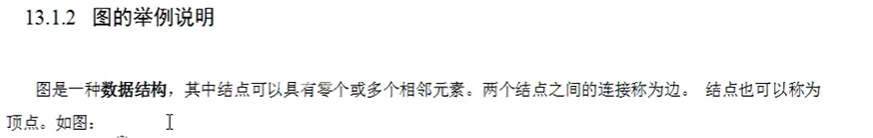 13.1.2 图的举例说明
图是一种数据结构，其中结点可以具有零个或多个相邻元素。两个结点之间的连接称为边。 结点也可以称为
顶点。如图：